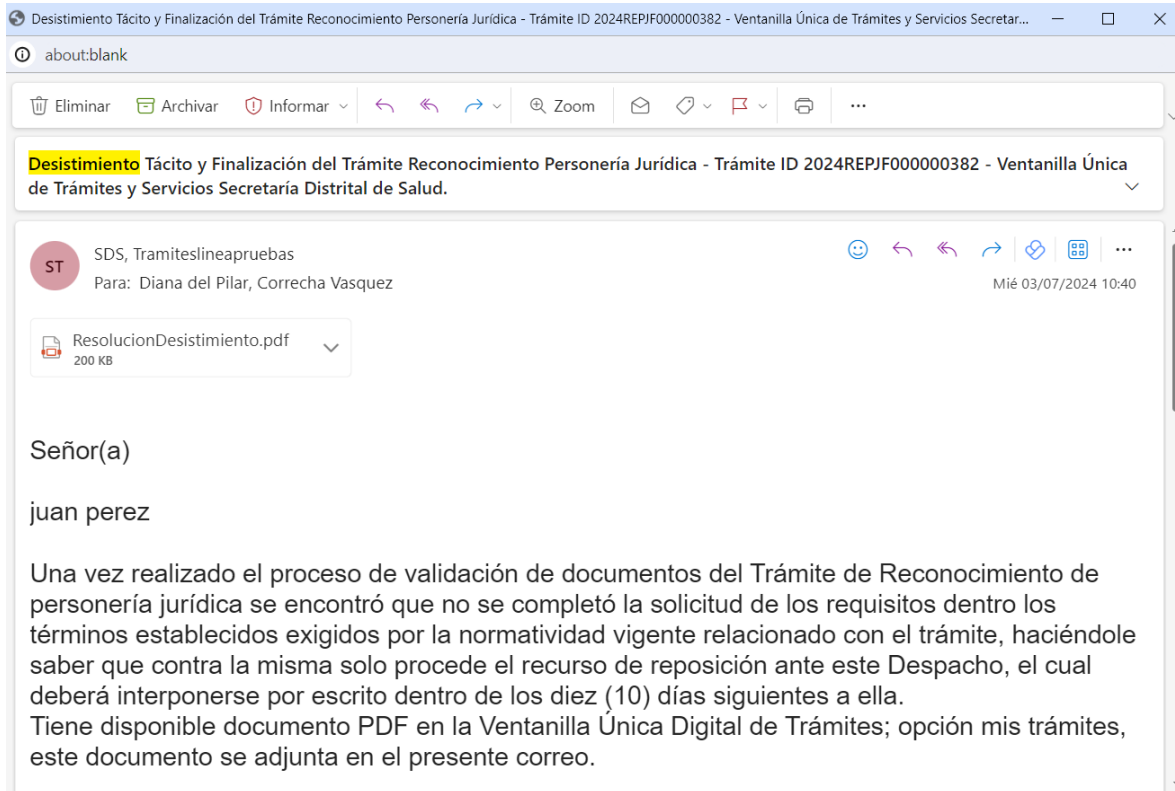 Desistimiento Tácito y Finalización del Trámite Reconocimiento Personería Jurídica - Trámite ID 2024REPJF000000382 - Ventanilla Única de Trámites y Servicios Secretar...
about:blank
Eliminar Archivar Informar Zoom
Desistimiento Tácito y Finalización del Trámite Reconocimiento Personería Jurídica - Trámite ID 2024REPJF000000382 - Ventanilla Única
de Trámites y Servicios Secretaría Distrital de Salud.
ST
SDS, Tramiteslineapruebas
Para: Diana del Pilar, Correcha Vasquez
Mié 03/07/2024 10:40
ResolucionDesistimiento.pdf
200 KB
Señor(a)
juan perez
Una vez realizado el proceso de validación de documentos del Trámite de Reconocimiento de
personería jurídica se encontró que no se completó la solicitud de los requisitos dentro los
términos establecidos exigidos por la normatividad vigente relacionado con el trámite, haciéndole
saber que contra la misma solo procede el recurso de reposición ante este Despacho, el cual
deberá interponerse por escrito dentro de los diez (10) días siguientes a ella.
Tiene disponible documento PDF en la Ventanilla Única Digital de Trámites; opción mis trámites,
este documento se adjunta en el presente correo.